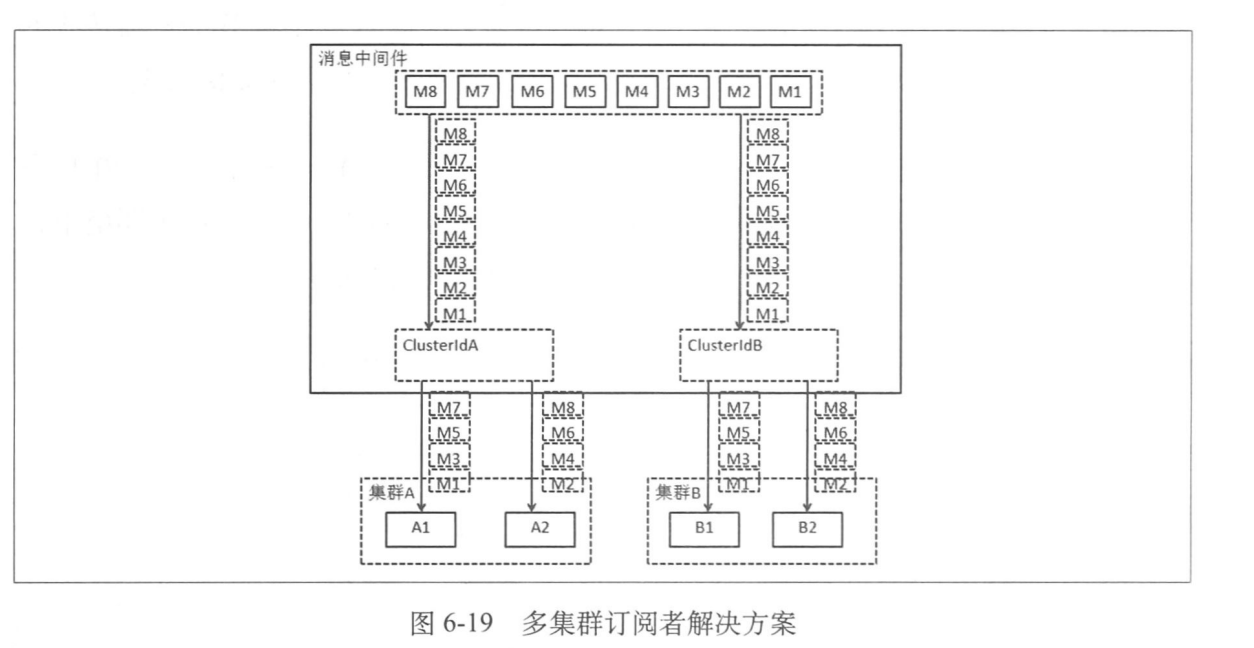 消息中间件
M8 M7 M6 M5 M4 M3 M2 M1
M8 M8
M7 M7
M6 M6
M5 M5
M4 M4
M3 M3
M2 M2
M1 M1
ClusterIdA ClusterIdB
M7 M8 M7 M8
M5 M6 M5 M6
M3 M4 M3 M4
M1 M2 M1 M2
集群A 集群B
A1 A2 B1 B2
图 6-19 多集群订阅者解决方案